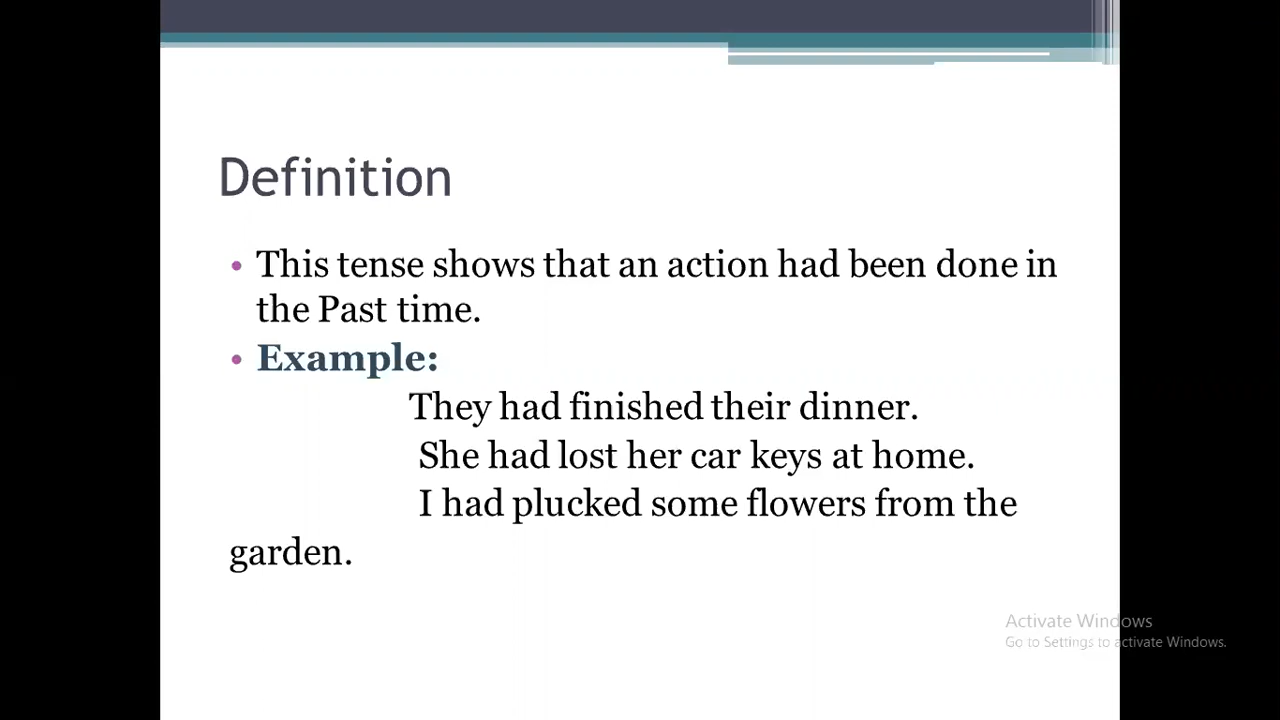 Definition
• This tense shows that an action had been done in
the Past time.
• Example:
They had finished their dinner.
She had lost her car keys at home.
I had plucked some flowers from the
garden.
Activate Windows
Go to Settings to activate Windows.